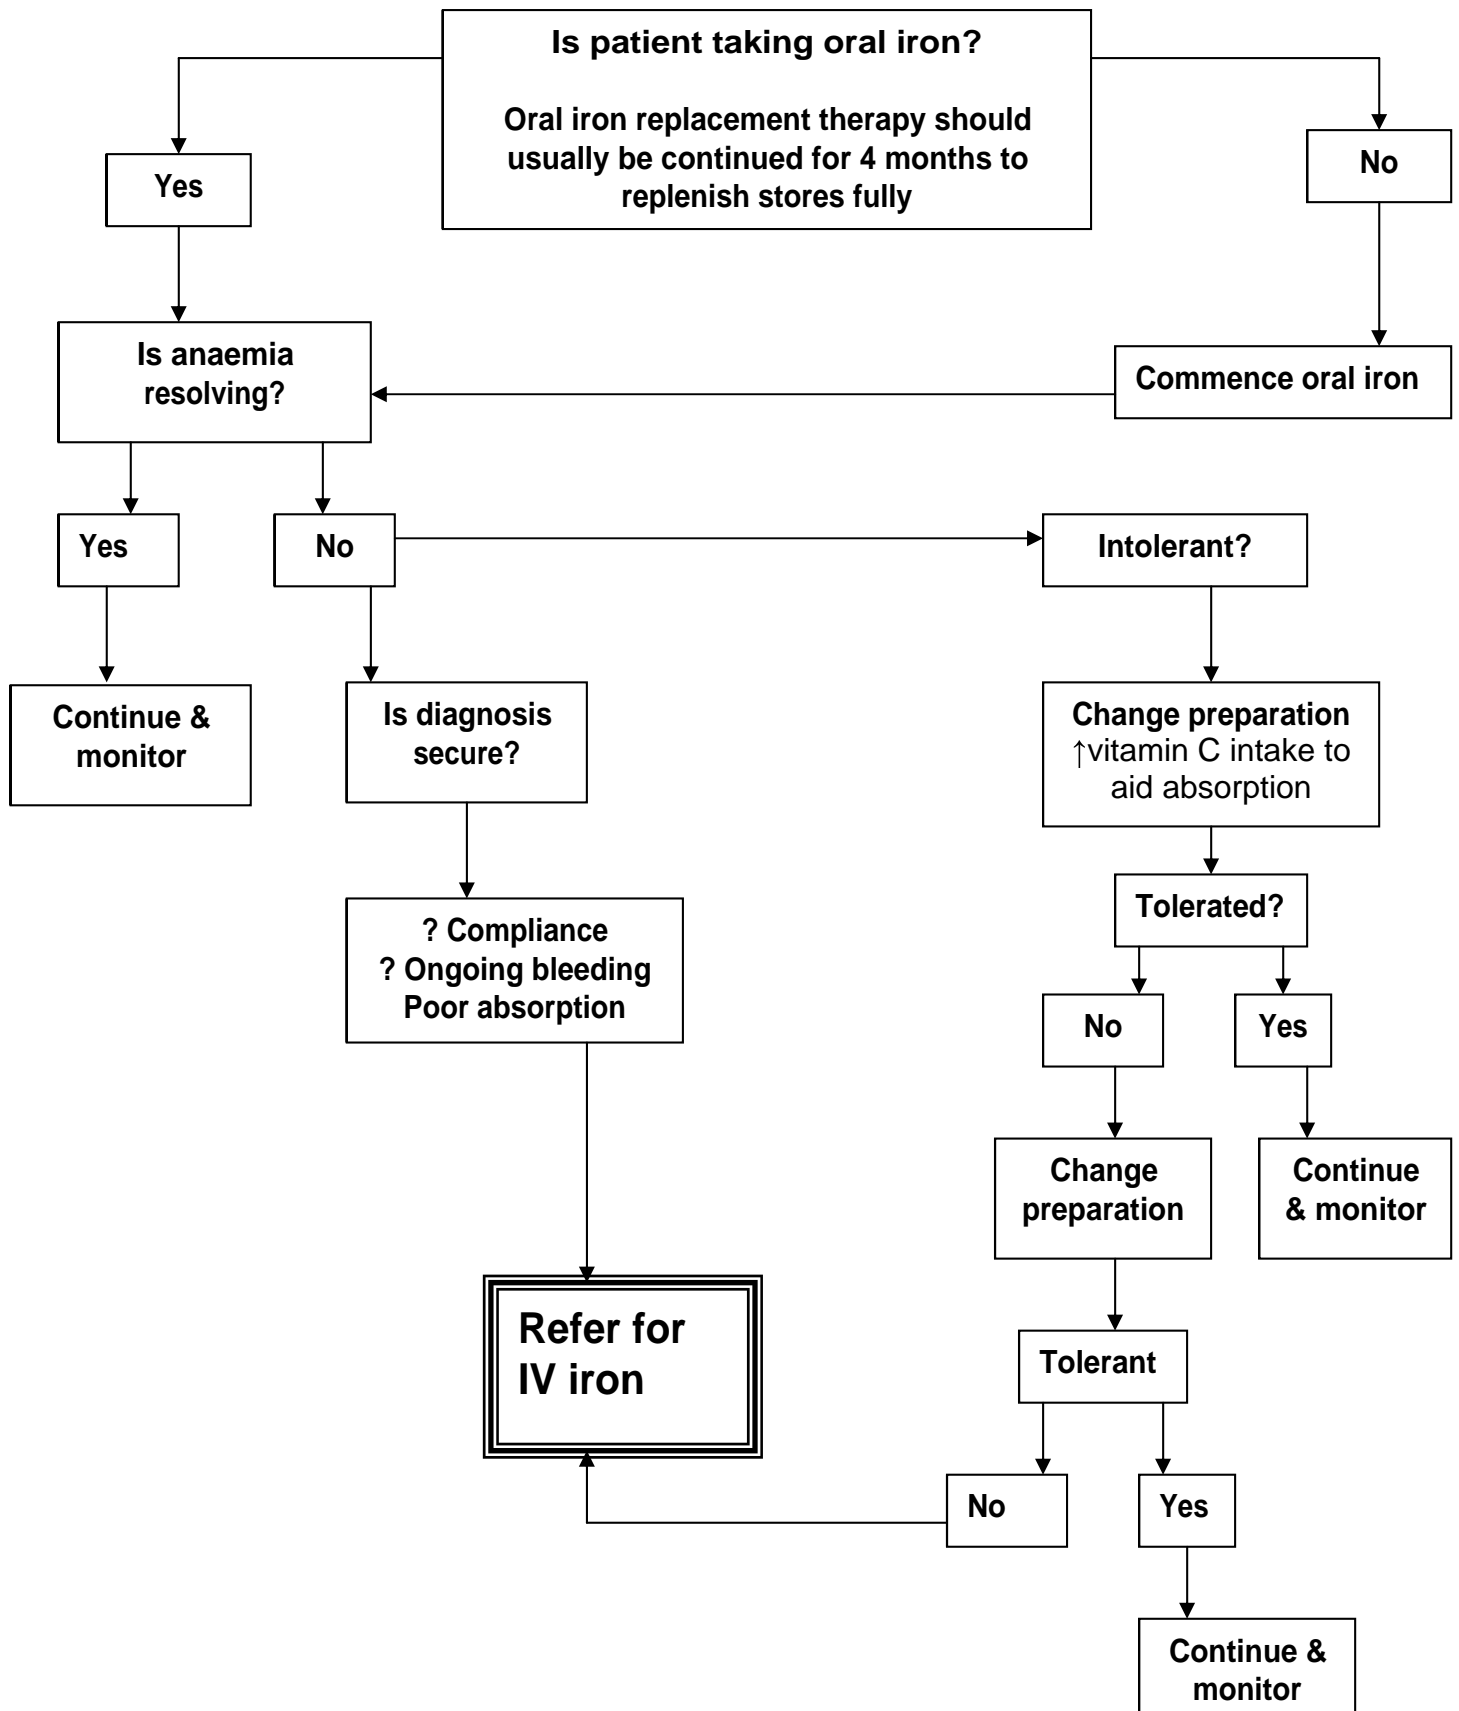 Is patient taking oral iron?
Oral iron replacement therapy should
usually be continued for 4 months to
replenish stores fully
Yes
No
Is anaemia
resolving?
Commence oral iron
Yes
No
Intolerant?
Continue &
monitor
Is diagnosis
secure?
Change preparation
↑vitamin C intake to
aid absorption
Tolerated?
? Compliance
? Ongoing bleeding
Poor absorption
No
Yes
Change
preparation
Continue
& monitor
Refer for
IV iron
Tolerant
No
Yes
Continue &
monitor